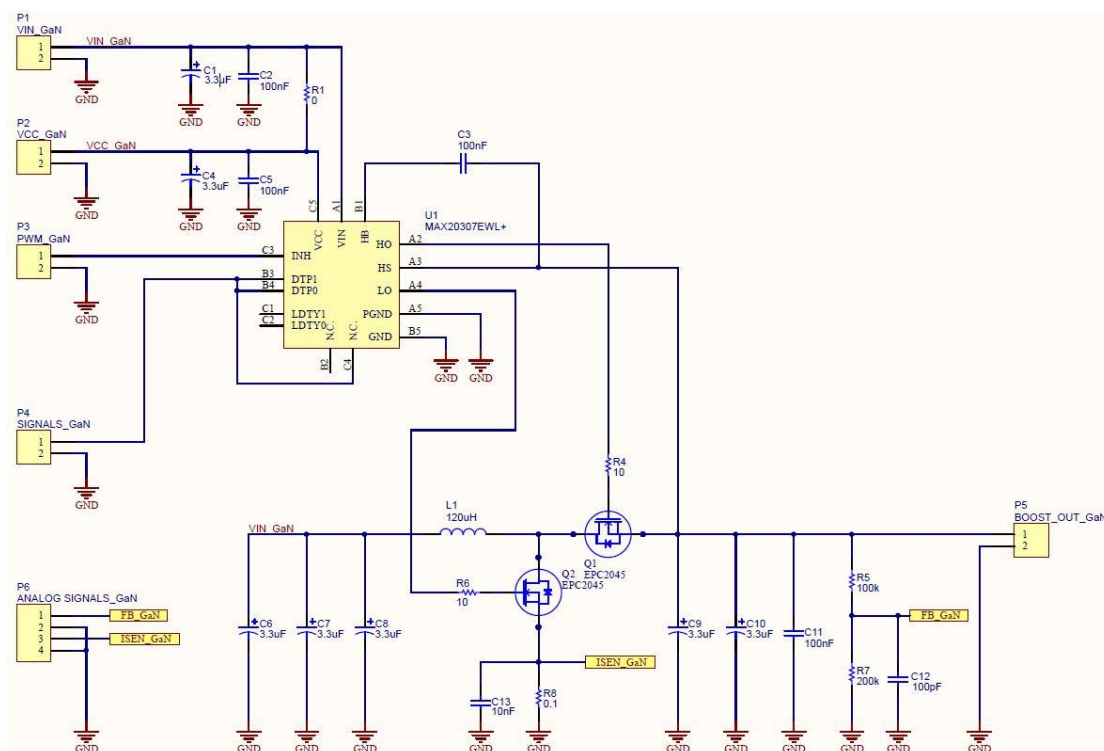 P1
VIN_GaN
1
2
VIN_GaN
GND
C1
3.3µF
GND
C2
100nF
GND
R1
0
P2
VCC_GaN
1
2
VCC_GaN
GND
C4
3.3uF
GND
C5
100nF
GND
C3
100nF
P3
PWM_GaN
1
2
GND
U1
MAX20307EWL+
C5
A1
B1
VCC
VIN
HB
C3
INH
B3
DTP1
B4
DTP0
C1
LDTY1
C2
LDTY0
HO
A2
HS
A3
LO
A4
PGND
A5
GND
B5
N.C.
N.C.
B2
C4
GND
GND
P4
SIGNALS_GaN
1
2
GND
R4
10
L1
120uH
VIN_GaN
Q1
EPC2045
Q2
EPC2045
R6
10
P5
BOOST_OUT_GaN
1
2
R5
100k
FB_GaN
P6
ANALOG SIGNALS_GaN
1
2
3
4
FB_GaN
ISEN_GaN
GND
C6
3.3uF
GND
C7
3.3uF
GND
C8
3.3uF
GND
C13
10nF
GND
R8
0.1
GND
ISEN_GaN
C9
3.3uF
GND
C10
3.3uF
GND
C11
100nF
GND
R7
200k
GND
C12
100pF
GND
GND